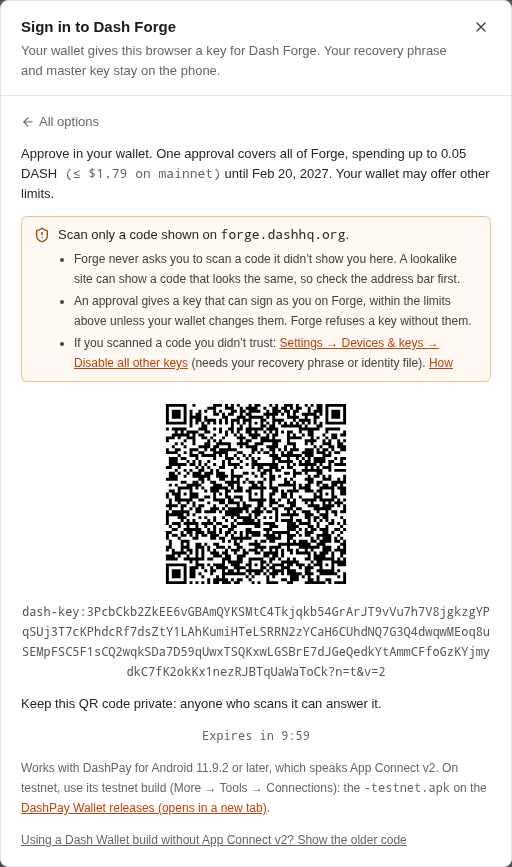 Sign in to Dash Forge
Your wallet gives this browser a key for Dash Forge. Your recovery phrase
and master key stay on the phone.
← All options
Approve in your wallet. One approval covers all of Forge, spending up to 0.05
DASH (≤ $1.79 on mainnet) until Feb 20, 2027. Your wallet may offer other
limits.
Scan only a code shown on forge.dashhq.org.
• Forge never asks you to scan a code it didn’t show you here. A lookalike
site can show a code that looks the same, so check the address bar first.
• An approval gives a key that can sign as you on Forge, within the limits
above unless your wallet changes them. Forge refuses a key without them.
• If you scanned a code you didn’t trust: Settings → Devices & keys →
Disable all other keys (needs your recovery phrase or identity file). How
dash-key:3PcbCkb2ZkEE6vGBAmQYKSMtC4Tkjqkb54GrArJT9vVu7h7V8jgkzgYP
qSUj3T7cKPhdcRf7dsZtY1LAhKumiHTeLSRRN2zYCaH6CUhdNQ7G3Q4dwqwMEoq8u
SEMpFSC5F1sCQ2wqkSDa7D59qUwxTSQKxwLGSBrE7dJGeQedkYtAmmCFfoGzKYjmy
dkC7fK2okKx1nezRJBTqUaWaToCk?n=t&v=2
Keep this QR code private: anyone who scans it can answer it.
Expires in 9:59
Works with DashPay for Android 11.9.2 or later, which speaks App Connect v2. On
testnet, use its testnet build (More → Tools → Connections): the -testnet.apk on the
DashPay Wallet releases (opens in a new tab).
Using a Dash Wallet build without App Connect v2? Show the older code